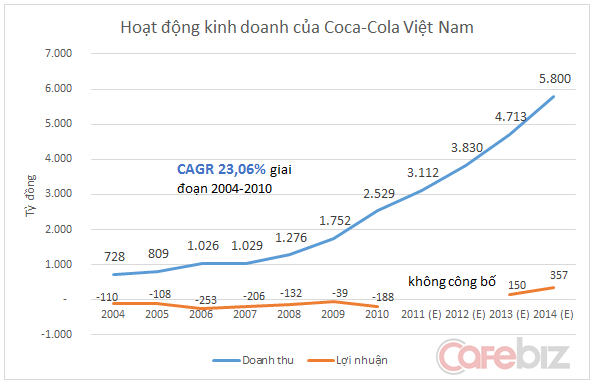 Hoạt động kinh doanh của Coca-Cola Việt Nam
7.000
6.000
5.000
4.000
3.000
2.000
1.000
-
-1.000
Tỷ đồng
CAGR 23,06% giai
đoạn 2004-2010
728 809 1.026 1.029 1.276 1.752 2.529 3.112 3.830 4.713 5.800
không công bố
-110 -108 -253 -206 -132 -39 -188 150 357
2004 2005 2006 2007 2008 2009 2010 2011 (E) 2012 (E) 2013 (E) 2014 (E)
Doanh thu Lợi nhuận
Cafebiz